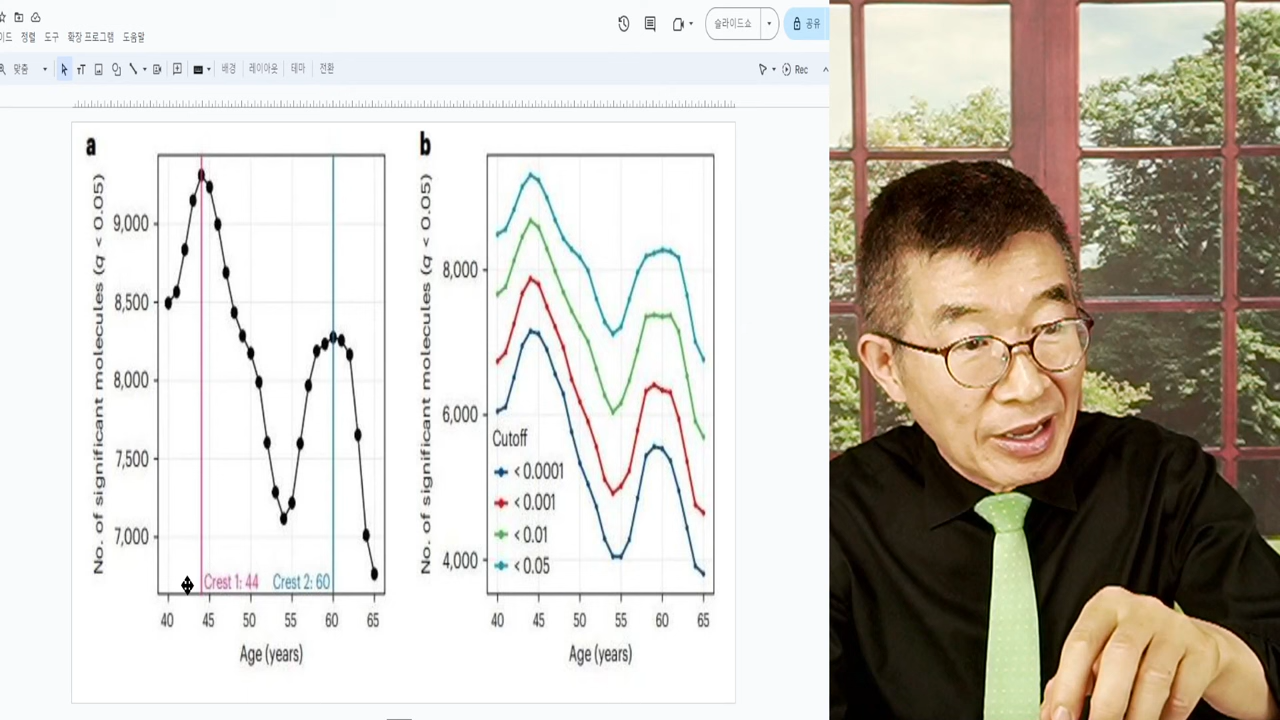 이드 정렬 도구 확장 프로그램 도움말
슬라이드쇼
공유
맞춤
배경 레이아웃 테마 전환
Rec
a
No. of significant molecules (q < 0.05)
9,000
8,500
8,000
7,500
7,000
Crest 1: 44 Crest 2: 60
40 45 50 55 60 65
Age (years)
b
No. of significant molecules (q < 0.05)
8,000
6,000
4,000
Cutoff
< 0.0001
< 0.001
< 0.01
< 0.05
40 45 50 55 60 65
Age (years)